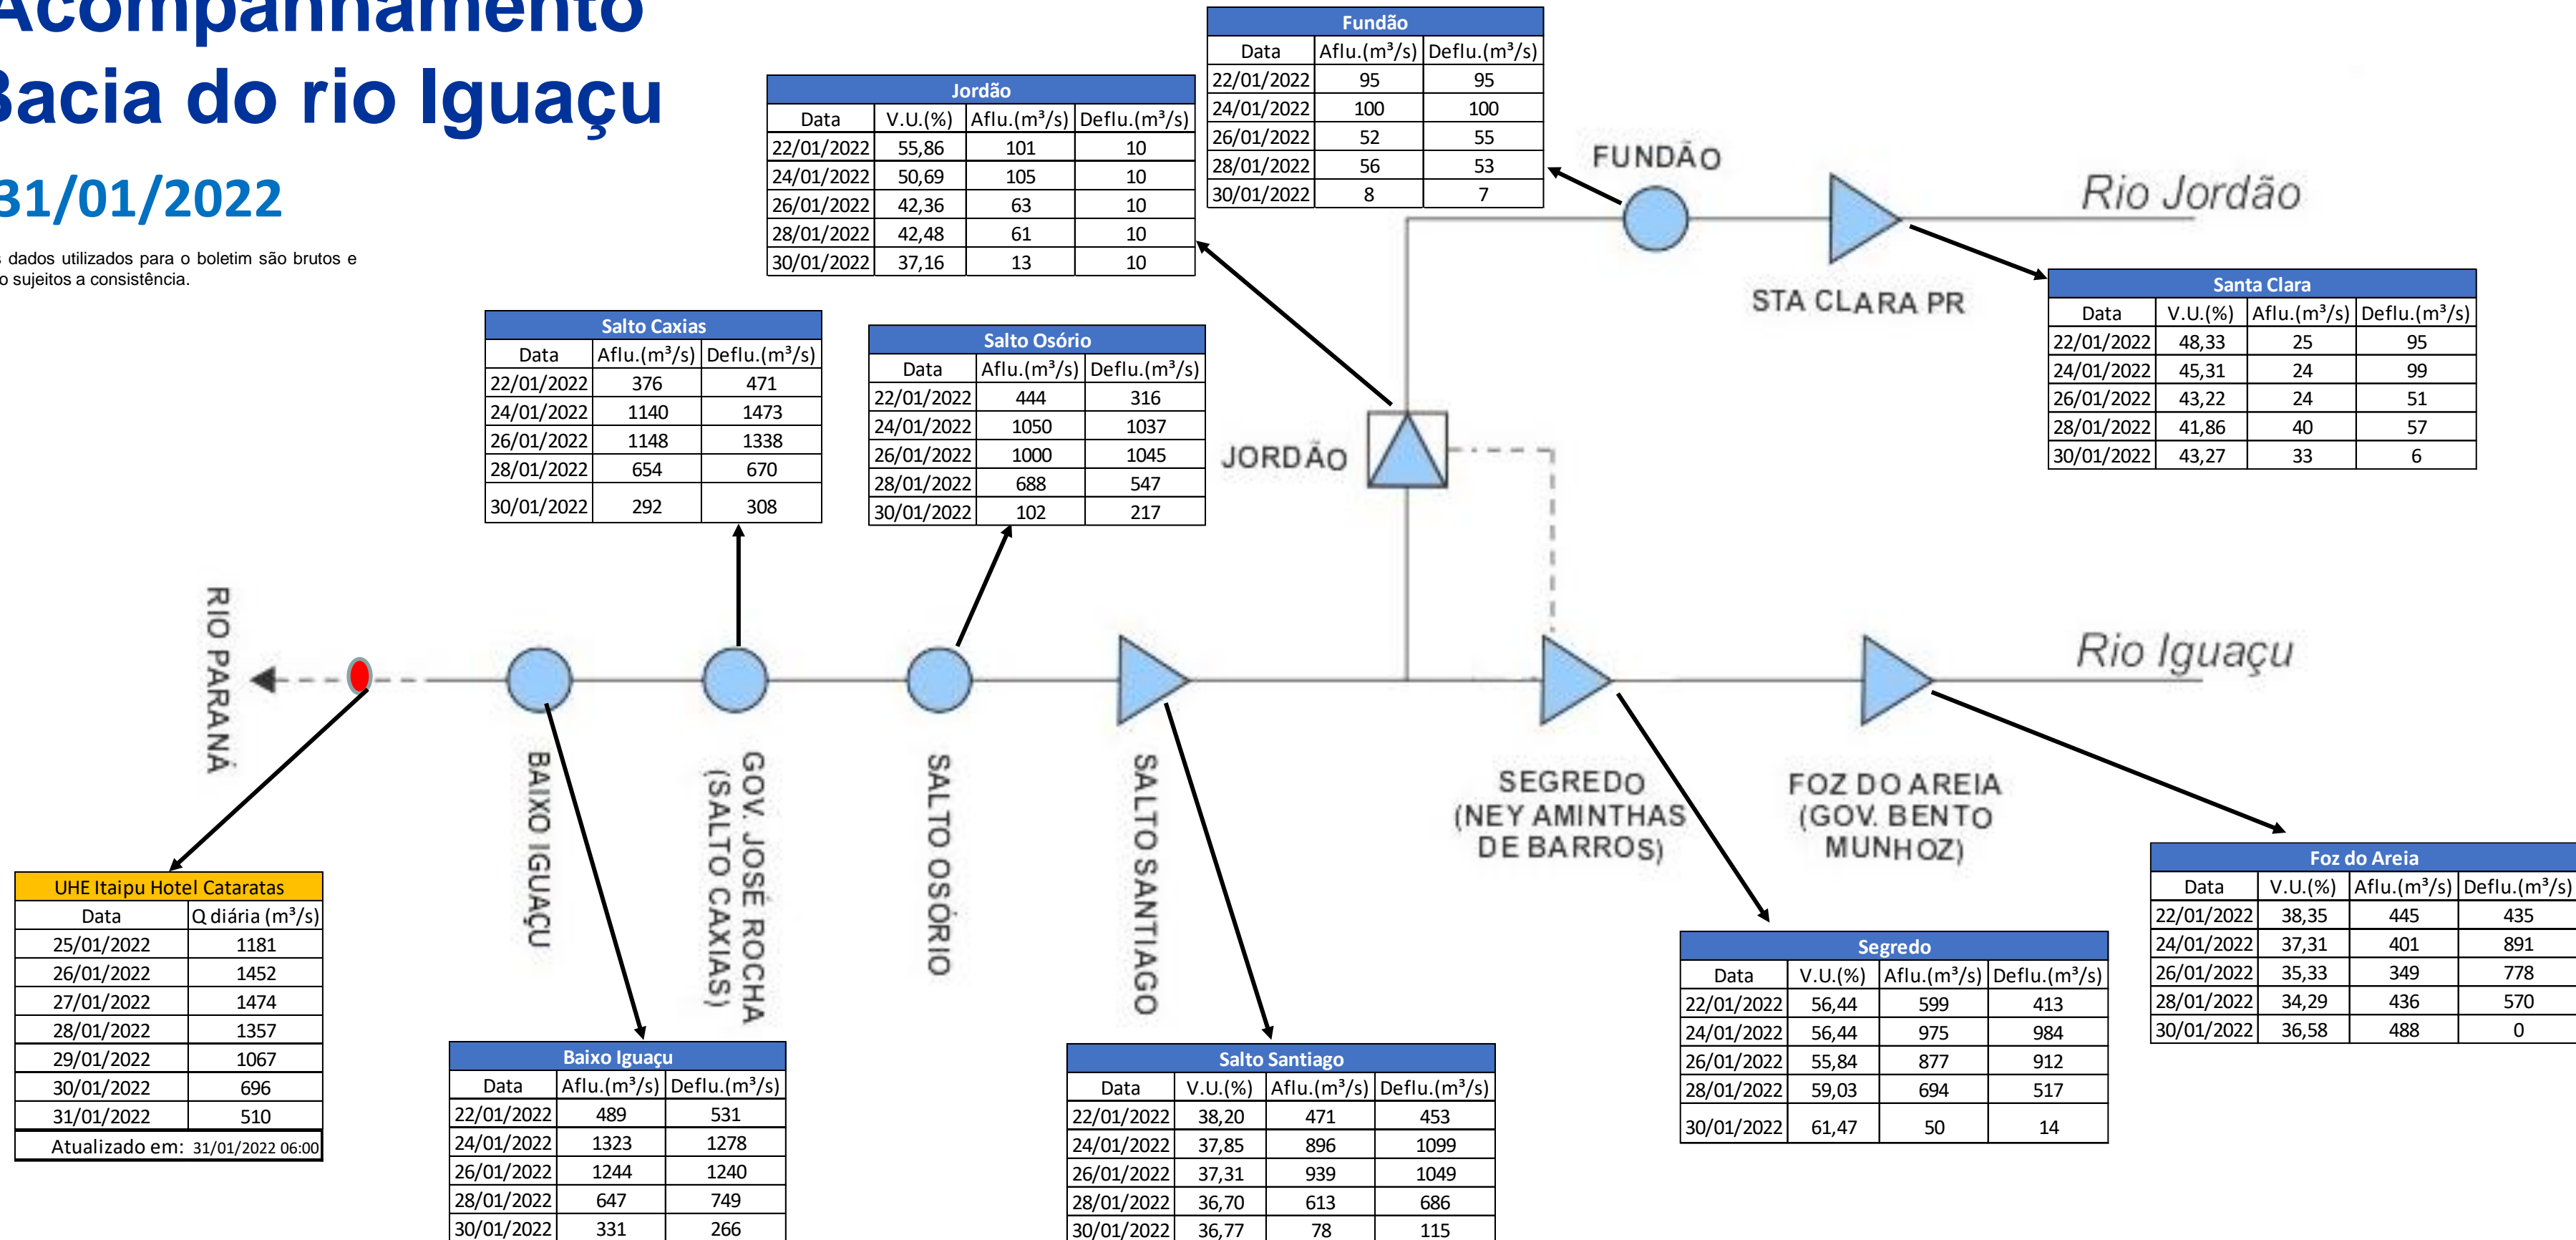 Acompanhamento
Bacia do rio Iguaçu
31/01/2022
s dados utilizados para o boletim são brutos e
o sujeitos a consistência.
Fundão
Data Aflu.(m³/s) Deflu.(m³/s)
22/01/2022 95 95
24/01/2022 100 100
26/01/2022 52 55
28/01/2022 56 53
30/01/2022 8 7
Jordão
Data V.U.(%) Aflu.(m³/s) Deflu.(m³/s)
22/01/2022 55,86 101 10
24/01/2022 50,69 105 10
26/01/2022 42,36 63 10
28/01/2022 42,48 61 10
30/01/2022 37,16 13 10
FUNDÃO
Rio Jordão
STA CLARA PR
Santa Clara
Data V.U.(%) Aflu.(m³/s) Deflu.(m³/s)
22/01/2022 48,33 25 95
24/01/2022 45,31 24 99
26/01/2022 43,22 24 51
28/01/2022 41,86 40 57
30/01/2022 43,27 33 6
Salto Caxias
Data Aflu.(m³/s) Deflu.(m³/s)
22/01/2022 376 471
24/01/2022 1140 1473
26/01/2022 1148 1338
28/01/2022 654 670
30/01/2022 292 308
Salto Osório
Data Aflu.(m³/s) Deflu.(m³/s)
22/01/2022 444 316
24/01/2022 1050 1037
26/01/2022 1000 1045
28/01/2022 688 547
30/01/2022 102 217
JORDÃO
RIO PARANÁ
Rio Iguaçu
BAIXO IGUAÇU
GOV. JOSÉ ROCHA
(SALTO CAXIAS)
SALTO OSÓRIO
SALTO SANTIAGO
SEGREDO
(NEY AMINTHAS
DE BARROS)
FOZ DO AREIA
(GOV. BENTO
MUNHOZ)
UHE Itaipu Hotel Cataratas
Data Q diária (m³/s)
25/01/2022 1181
26/01/2022 1452
27/01/2022 1474
28/01/2022 1357
29/01/2022 1067
30/01/2022 696
31/01/2022 510
Atualizado em: 31/01/2022 06:00
Baixo Iguaçu
Data Aflu.(m³/s) Deflu.(m³/s)
22/01/2022 489 531
24/01/2022 1323 1278
26/01/2022 1244 1240
28/01/2022 647 749
30/01/2022 331 266
Salto Santiago
Data V.U.(%) Aflu.(m³/s) Deflu.(m³/s)
22/01/2022 38,20 471 453
24/01/2022 37,85 896 1099
26/01/2022 37,31 939 1049
28/01/2022 36,70 613 686
30/01/2022 36,77 78 115
Segredo
Data V.U.(%) Aflu.(m³/s) Deflu.(m³/s)
22/01/2022 56,44 599 413
24/01/2022 56,44 975 984
26/01/2022 55,84 877 912
28/01/2022 59,03 694 517
30/01/2022 61,47 50 14
Foz do Areia
Data V.U.(%) Aflu.(m³/s) Deflu.(m³/s)
22/01/2022 38,35 445 435
24/01/2022 37,31 401 891
26/01/2022 35,33 349 778
28/01/2022 34,29 436 570
30/01/2022 36,58 488 0